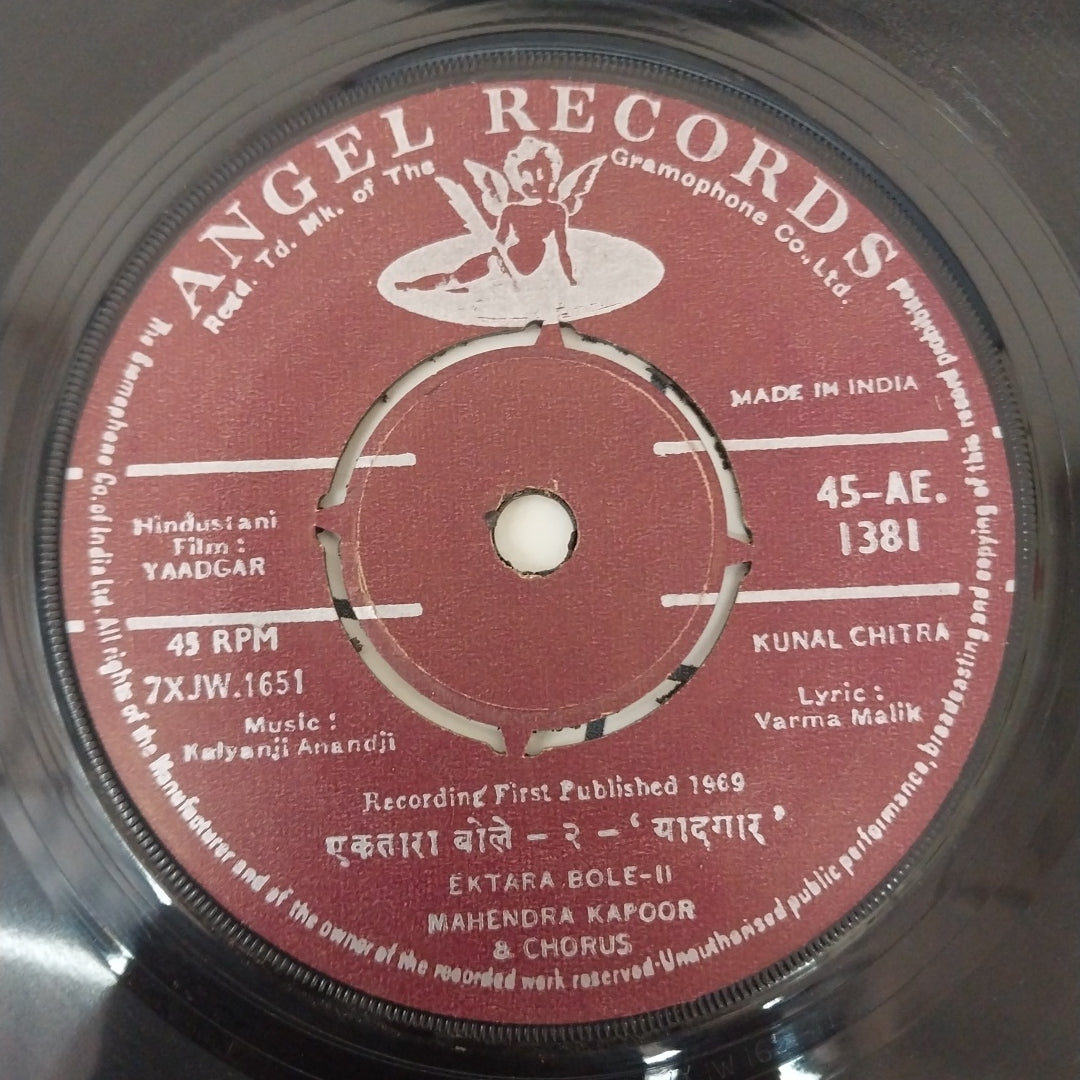 ANGEL RECORDS
Regd. Td. Mk. of The Gramophone Co., Ltd.
MADE IN INDIA
45-AE.
1381
Hindustani
Film :
YAADGAR
45 RPM
7XJW.1651
Music :
Kalyanji Anandji
KUNAL CHITRA
Lyric :
Varma Malik
Recording First Published 1969
एकतारा बोले - २ - ‘ यादगार ’
EKTARA BOLE-II
MAHENDRA KAPOOR
& CHORUS
The Gramophone Co. of India Ltd. All rights of the Manufacturer and of the owner of the recorded work reserved-Unauthorised public performance, broadcasting and copying of this record prohibited